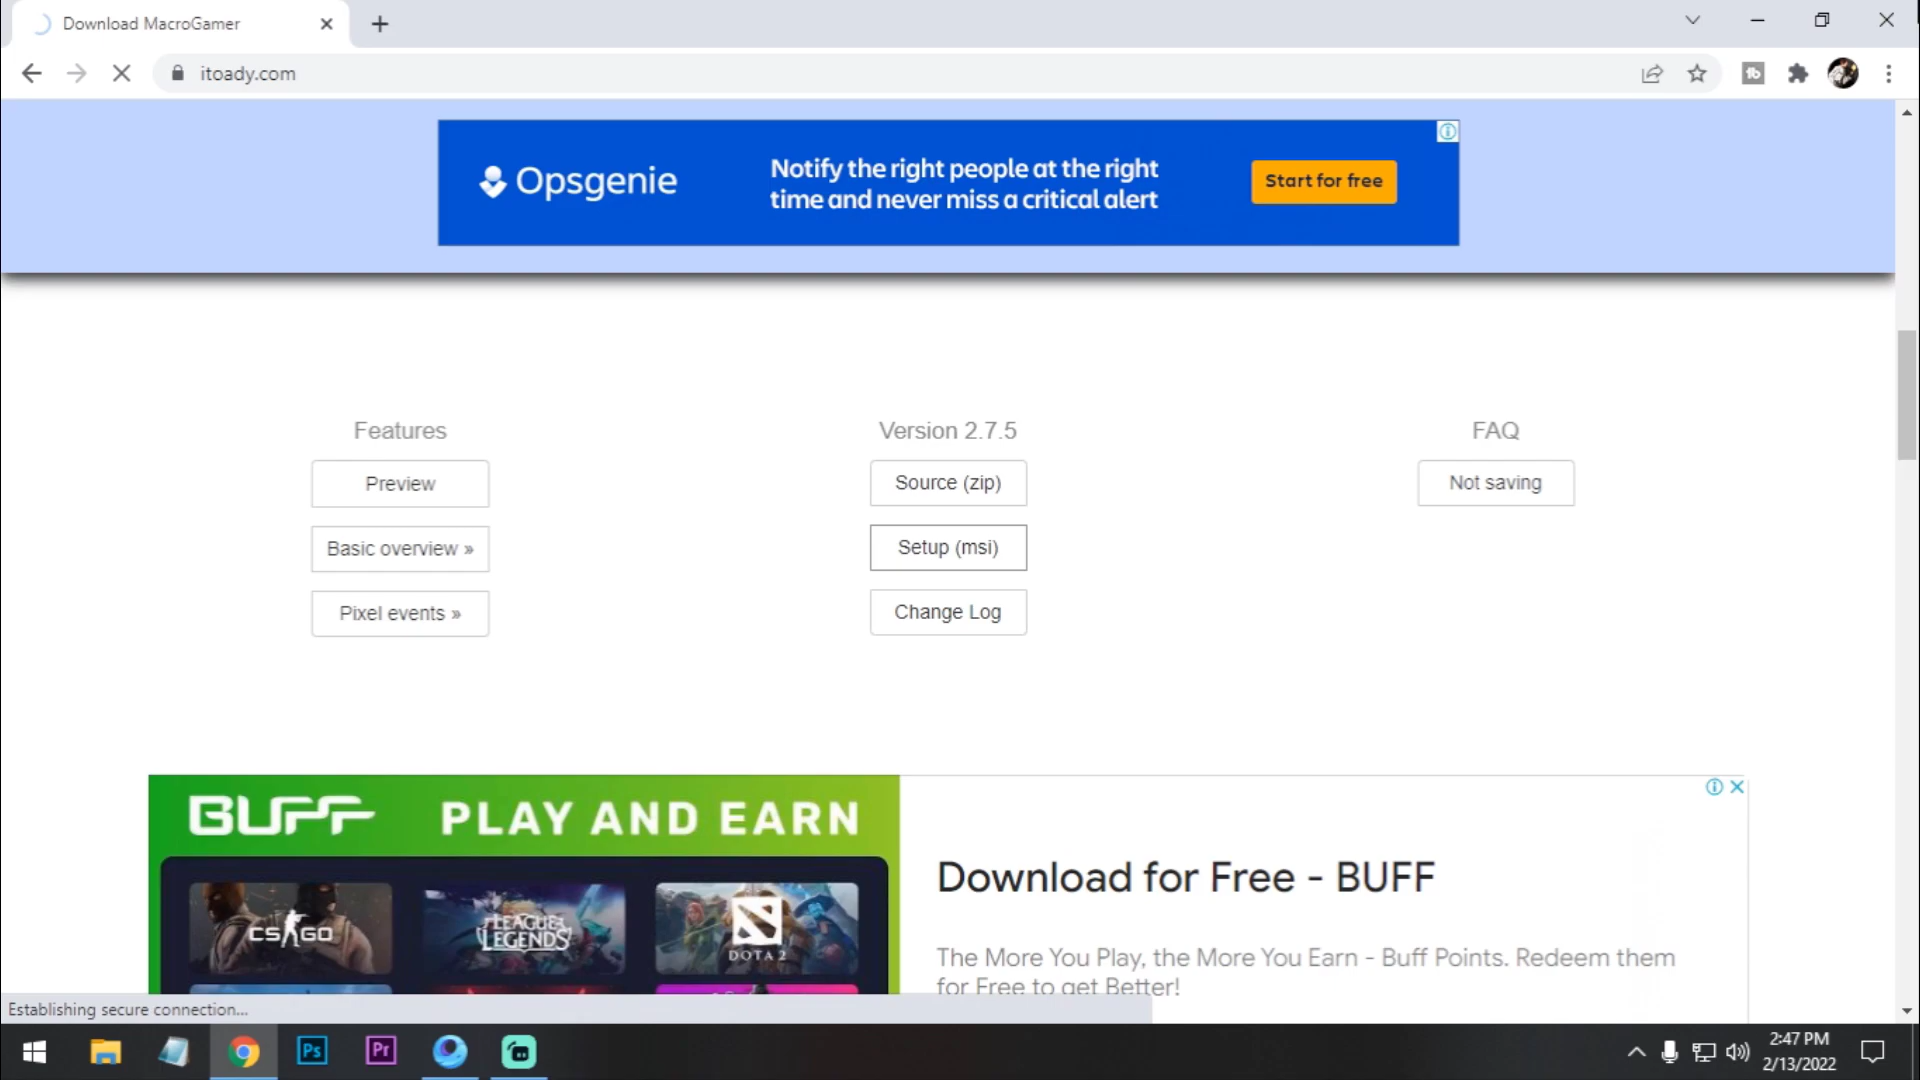 Download MacroGamer
itoady.com
Opsgenie
Notify the right people at the right
time and never miss a critical alert
Start for free
Features
Preview
Basic overview »
Pixel events »
Version 2.7.5
Source (zip)
Setup (msi)
Change Log
FAQ
Not saving
BUFF
PLAY AND EARN
CS GO
LEAGUE
LEGENDS
DOTA 2
Download for Free - BUFF
The More You Play, the More You Earn - Buff Points. Redeem them
for Free to get Better!
Establishing secure connection...
Ps
Pr
2:47 PM
2/13/2022